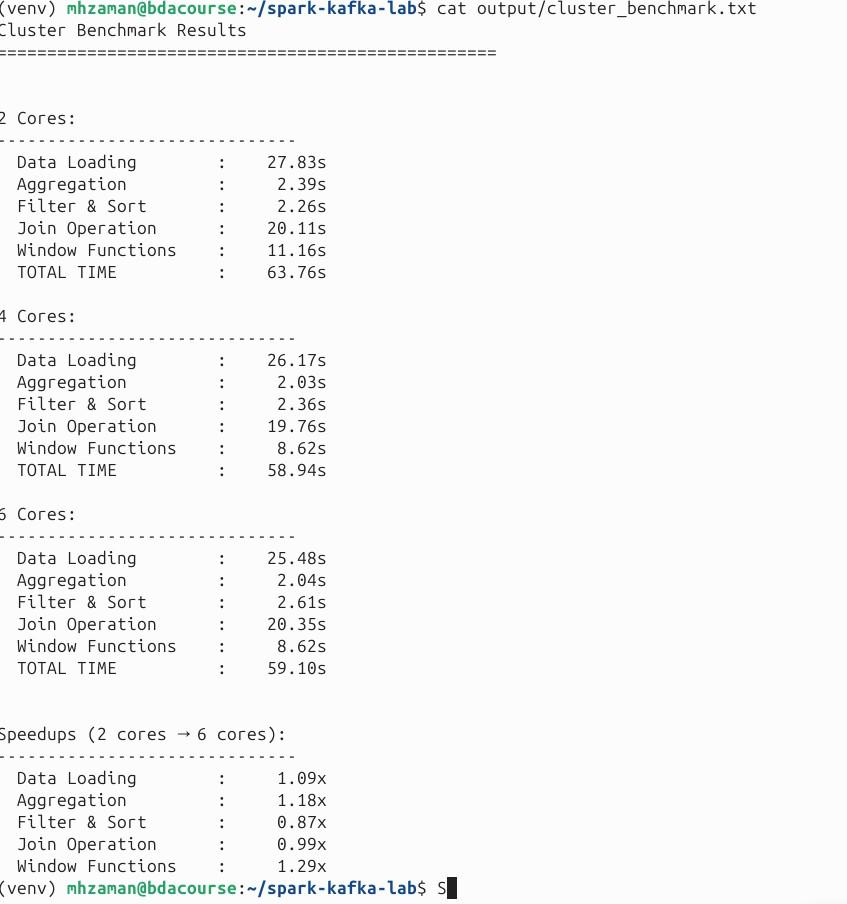 (venv) mhzaman@bdacourse:~/spark-kafka-lab$ cat output/cluster_benchmark.txt
Cluster Benchmark Results
==================================================
2 Cores:
------------------------------
Data Loading : 27.83s
Aggregation : 2.39s
Filter & Sort : 2.26s
Join Operation : 20.11s
Window Functions : 11.16s
TOTAL TIME : 63.76s
4 Cores:
------------------------------
Data Loading : 26.17s
Aggregation : 2.03s
Filter & Sort : 2.36s
Join Operation : 19.76s
Window Functions : 8.62s
TOTAL TIME : 58.94s
6 Cores:
------------------------------
Data Loading : 25.48s
Aggregation : 2.04s
Filter & Sort : 2.61s
Join Operation : 20.35s
Window Functions : 8.62s
TOTAL TIME : 59.10s
Speedups (2 cores → 6 cores):
------------------------------
Data Loading : 1.09x
Aggregation : 1.18x
Filter & Sort : 0.87x
Join Operation : 0.99x
Window Functions : 1.29x
(venv) mhzaman@bdacourse:~/spark-kafka-lab$ S